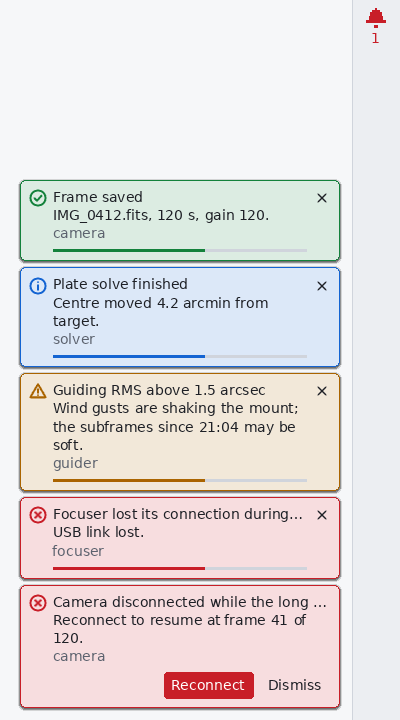 1
Frame saved
IMG_0412.fits, 120 s, gain 120.
camera
Plate solve finished
Centre moved 4.2 arcmin from
target.
solver
Guiding RMS above 1.5 arcsec
Wind gusts are shaking the mount;
the subframes since 21:04 may be
soft.
guider
Focuser lost its connection during…
USB link lost.
focuser
Camera disconnected while the long …
Reconnect to resume at frame 41 of
120.
camera
Reconnect Dismiss